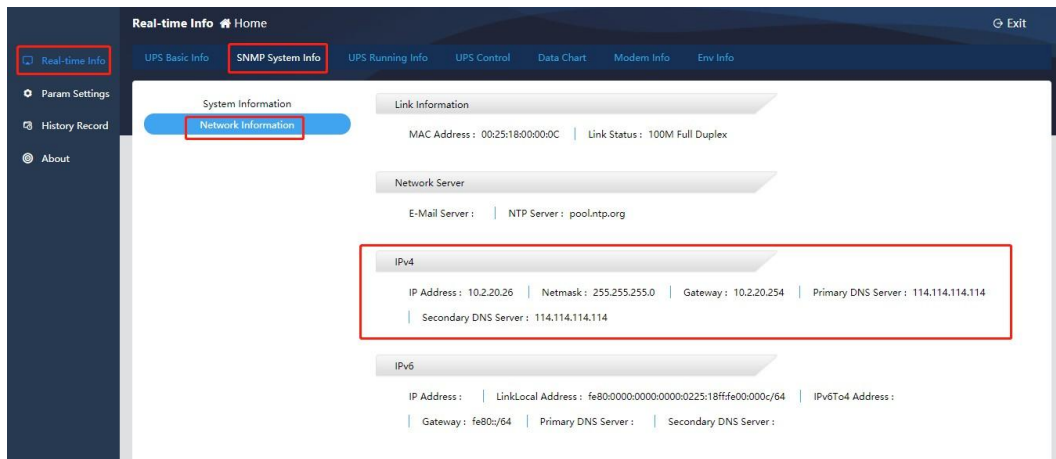 Real-time Info Home
Exit
UPS Basic Info SNMP System Info UPS Running Info UPS Control Data Chart Modem Info Env Info
Real-time Info
Param Settings
History Record
About
System Information
Network Information
Link Information
MAC Address : 00:25:18:00:00:0C Link Status : 100M Full Duplex
Network Server
E-Mail Server : NTP Server : pool.ntp.org
IPv4
IP Address : 10.2.20.26 Netmask : 255.255.255.0 Gateway : 10.2.20.254 Primary DNS Server : 114.114.114.114
Secondary DNS Server : 114.114.114.114
IPv6
IP Address : LinkLocal Address : fe80:0000:0000:0000:0225:18ff:fe00:000c/64 IPv6To4 Address :
Gateway : fe80::/64 Primary DNS Server : Secondary DNS Server :